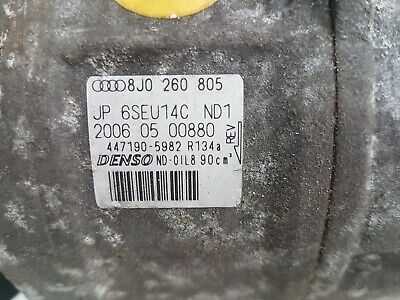 8J0 260 805
JP 6SEU14C ND1
2006 05 00880
REV
447190-5982 R134a
DENSO ND-OIL8 90cm³